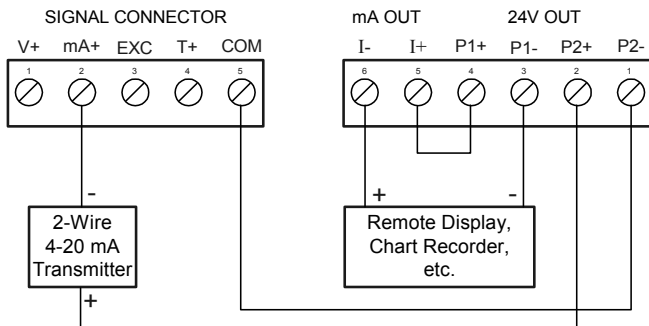 SIGNAL CONNECTOR
mA OUT 24V OUT
V+ mA+ EXC T+ COM
I- I+ P1+ P1- P2+ P2-
1 2 3 4 5
6 5 4 3 2 1
- + -
2-Wire
4-20 mA
Transmitter
Remote Display,
Chart Recorder,
etc.
+